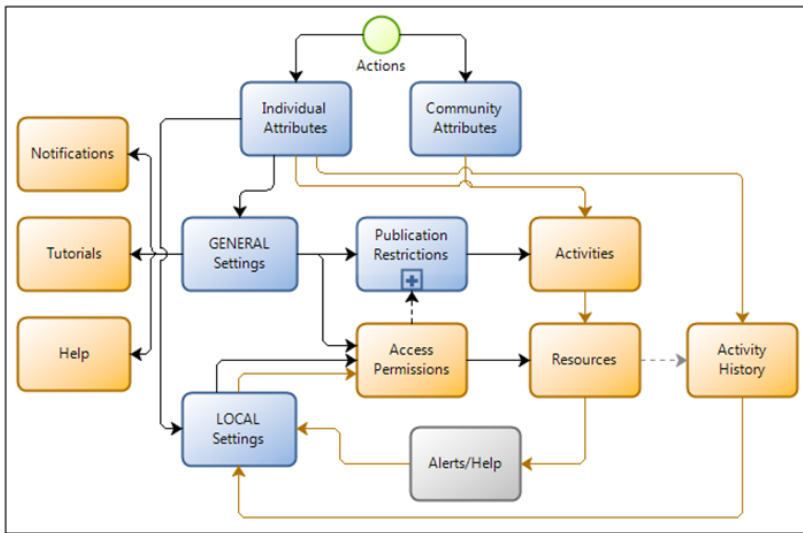 Actions
Individual
Attributes
Community
Attributes
Notifications
Tutorials
GENERAL
Settings
Publication
Restrictions
Activities
Help
Access
Permissions
Resources
Activity
History
LOCAL
Settings
Alerts/Help